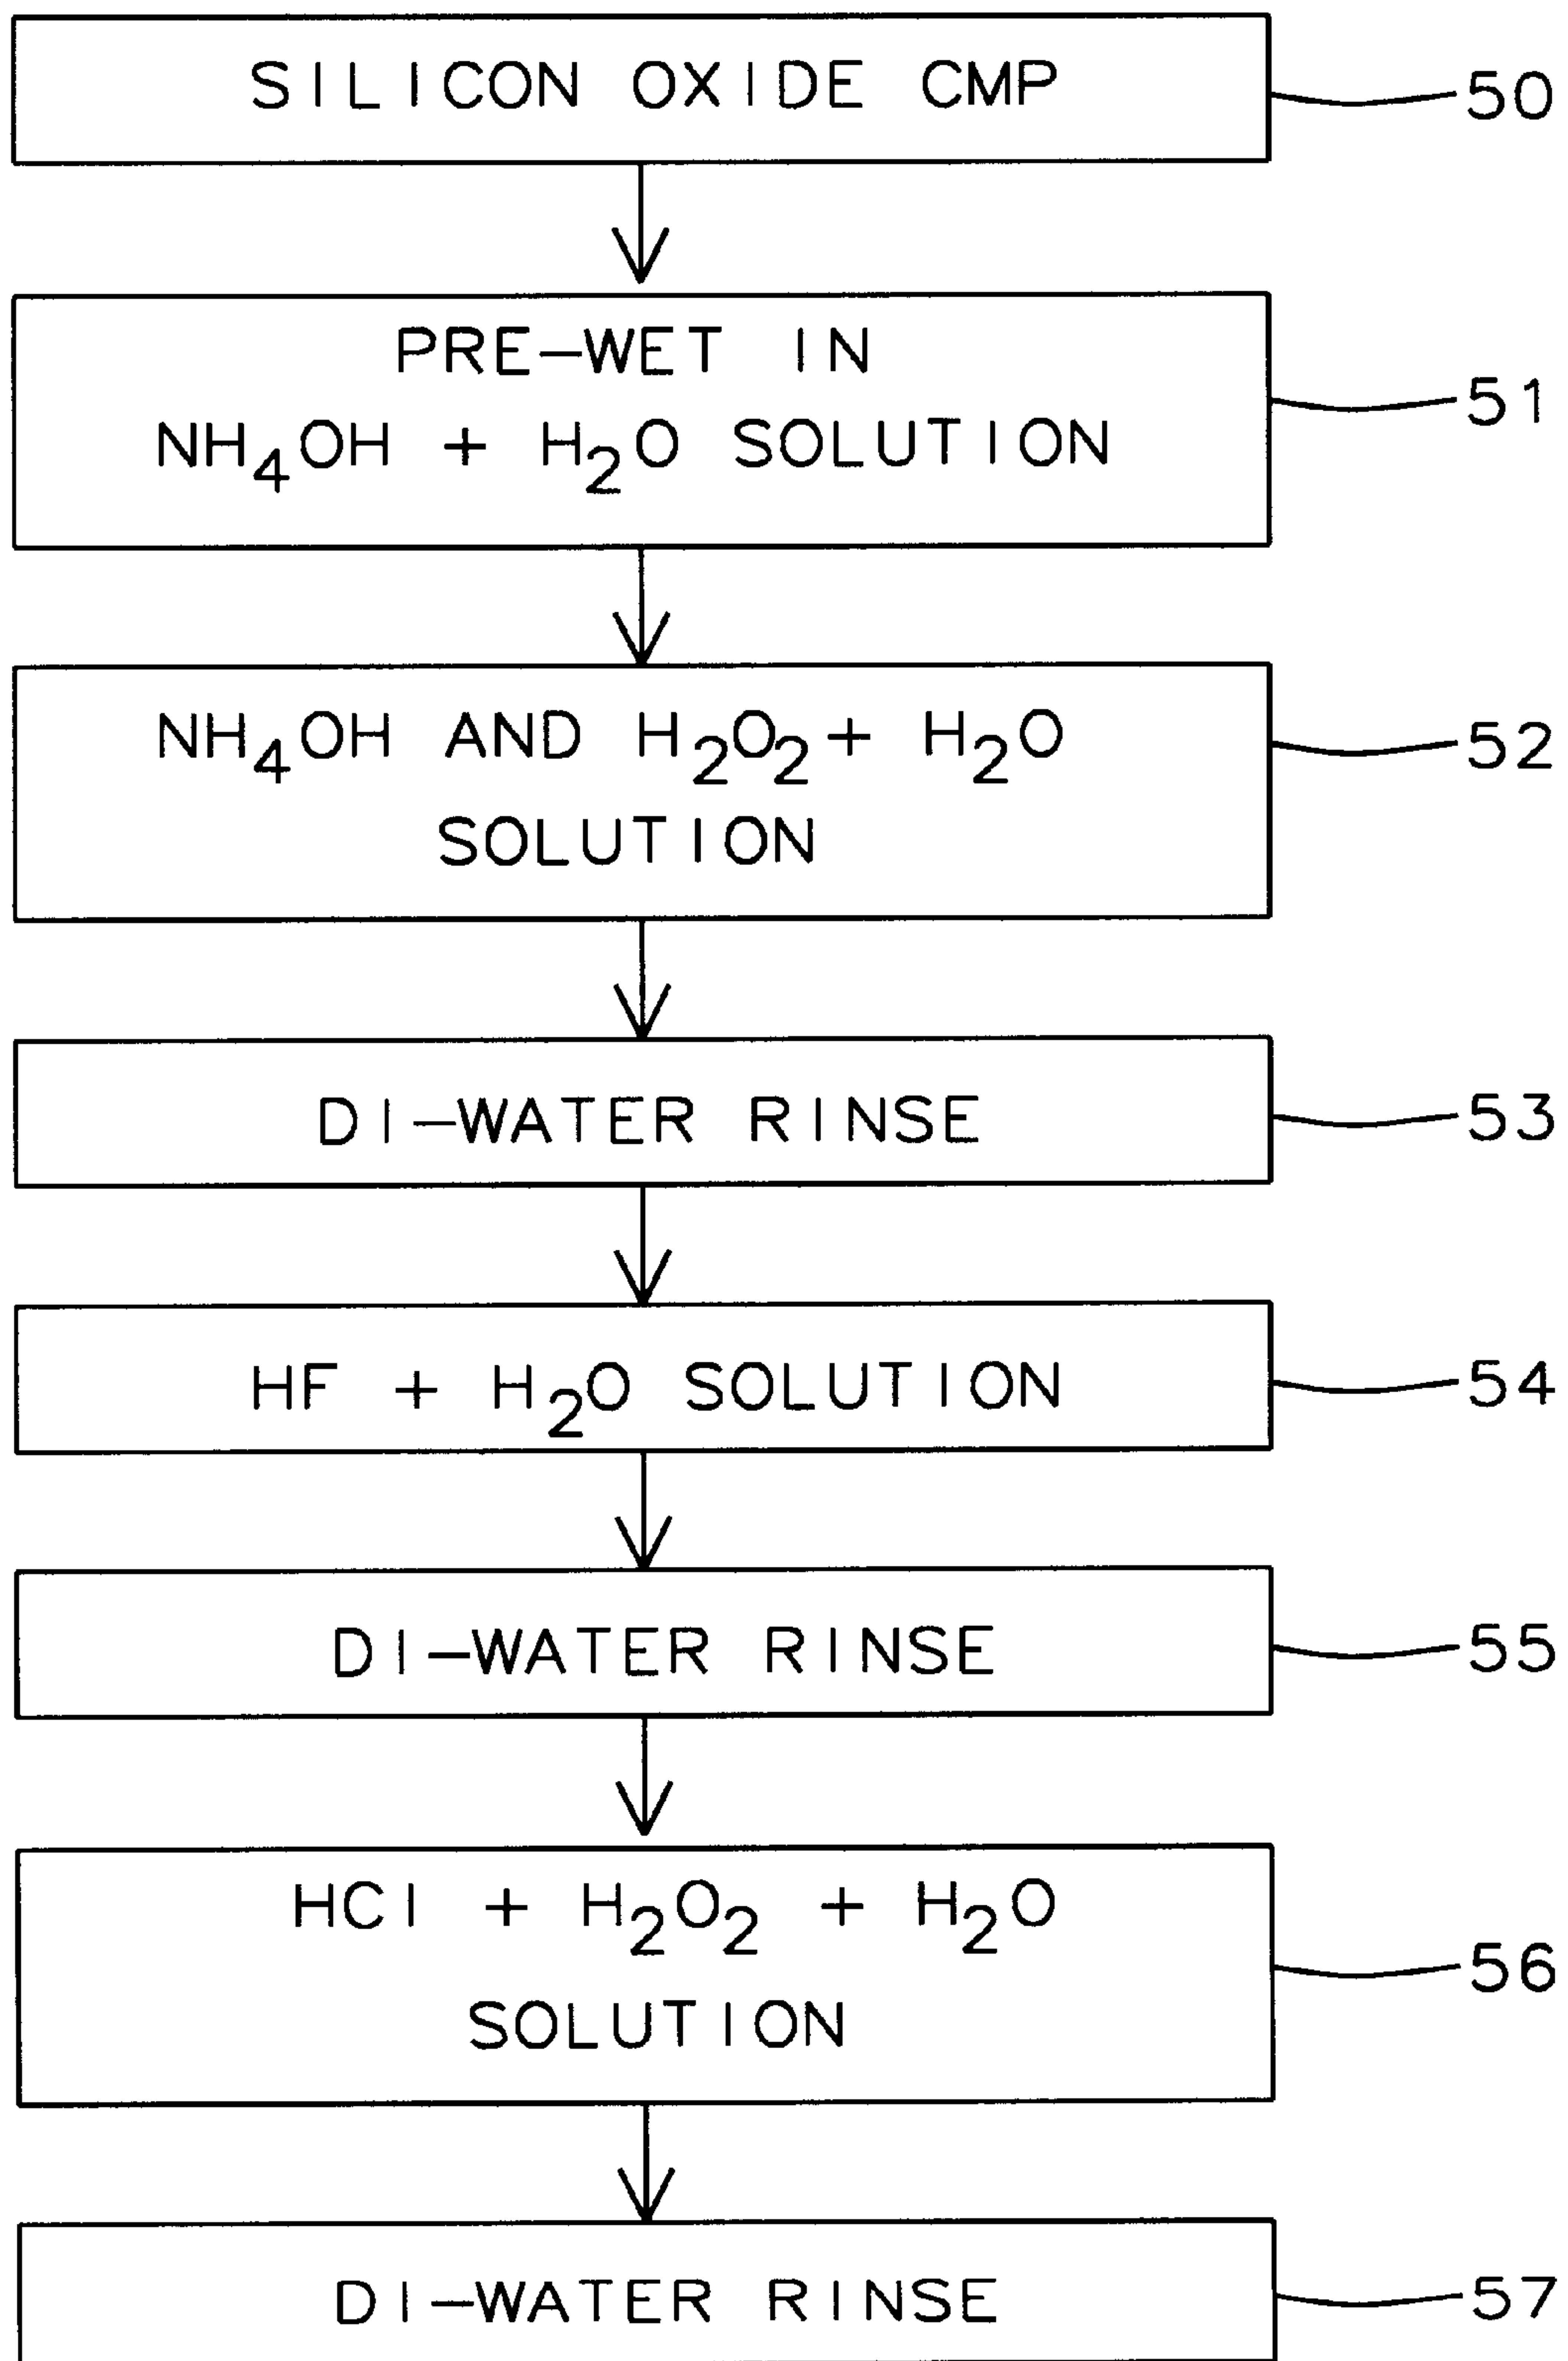 SILICON OXIDE CMP
50
PRE-WET IN
NH4OH + H2O SOLUTION
51
NH4OH AND H2O2 + H2O
SOLUTION
52
DI-WATER RINSE
53
HF + H2O SOLUTION
54
DI-WATER RINSE
55
HCl + H2O2 + H2O
SOLUTION
56
DI-WATER RINSE
57